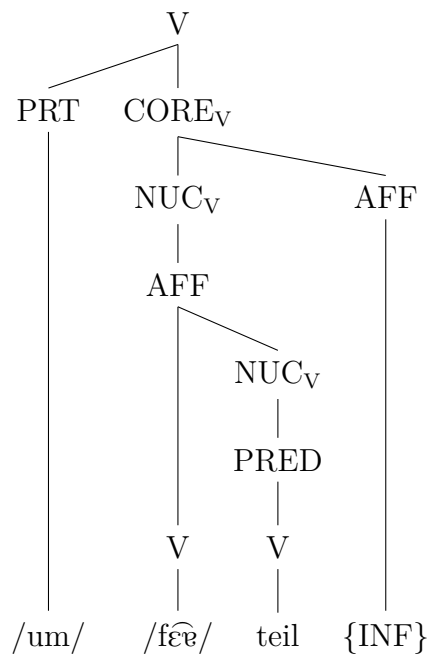 V
PRT CORE_V
NUC_V AFF
AFF
NUC_V
PRED
V V
/um/ /fɛ͡ɐ/ teil {INF}